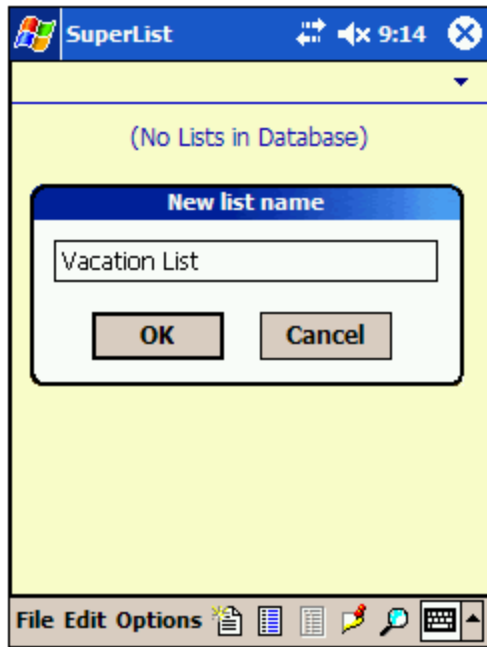 SuperList 9:14
(No Lists in Database)
New list name
Vacation List
OK Cancel
File Edit Options